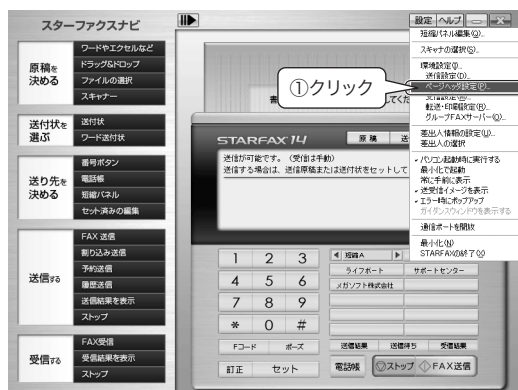 スターファクスナビ
原稿を
決める
ワードやエクセルなど
ドラッグ&ドロップ
ファイルの選択
スキャナー
送付状を
選ぶ
送付状
ワード送付状
送り先を
決める
番号ボタン
電話帳
短縮パネル
セット済みの編集
送信する
FAX 送信
割り込み送信
予約送信
履歴送信
送信結果を表示
ストップ
受信する
FAX受信
受信結果を表示
ストップ
設定 ヘルプ
短縮パネル編集(Q)...
スキャナの選択(S)...
環境設定(I)...
送信設定(O)...
ページヘッダ設定(P)...
転送・印刷設定(R)...
グループFAXサーバー(Q)...
差出人情報の設定(U)...
差出人の選択
パソコン起動時に実行する
最小化で起動
常に手前に表示
送受信イメージを表示
エラー時にポップアップ
ガイダンスウィンドウを表示する
通信ポートを開放
最小化(N)
STARFAXの終了(X)
①クリック
STARFAX'14
原稿
送信が可能です。 (受信は手動)
送信する場合は、送信原稿または送付状をセットして
1 2 3
4 5 6
7 8 9
* 0 #
Fコード ポーズ
訂正 セット
短縮A
ライフボート サポートセンター
メガソフト株式会社
送信結果 送信待ち 受信結果
電話帳 ストップ FAX送信